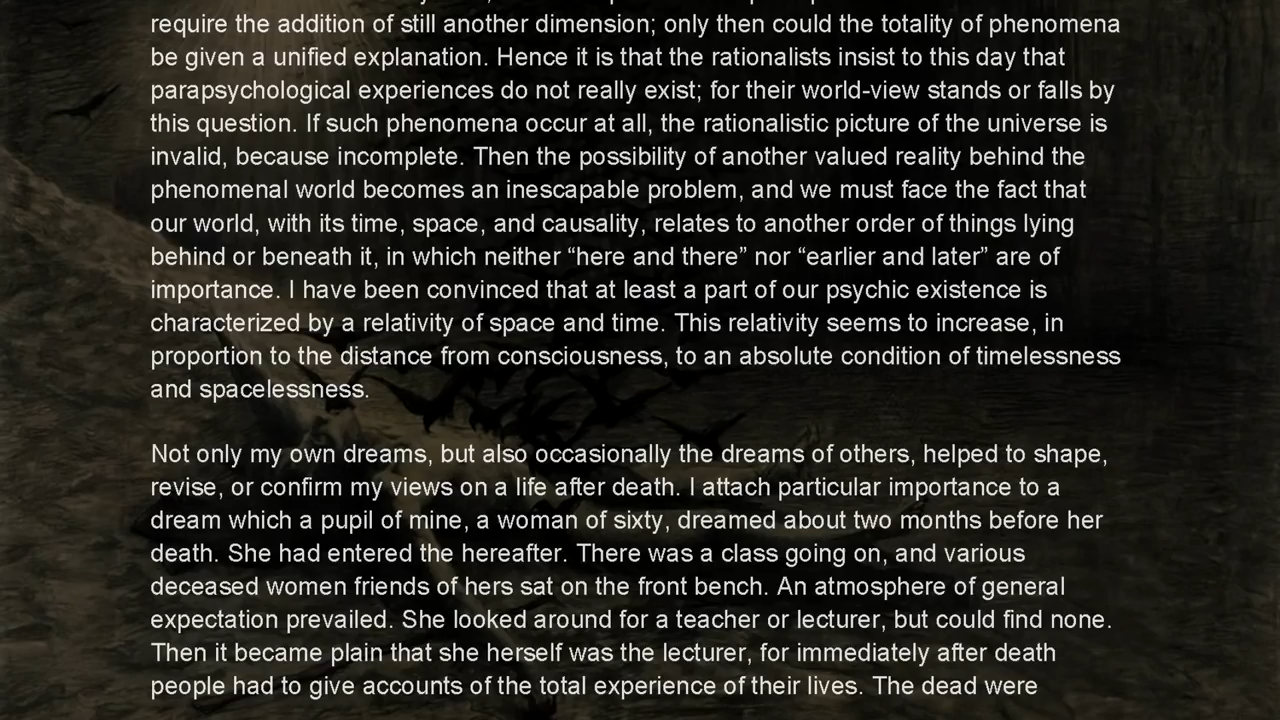 require the addition of still another dimension; only then could the totality of phenomena
be given a unified explanation. Hence it is that the rationalists insist to this day that
parapsychological experiences do not really exist; for their world-view stands or falls by
this question. If such phenomena occur at all, the rationalistic picture of the universe is
invalid, because incomplete. Then the possibility of another valued reality behind the
phenomenal world becomes an inescapable problem, and we must face the fact that
our world, with its time, space, and causality, relates to another order of things lying
behind or beneath it, in which neither “here and there” nor “earlier and later” are of
importance. I have been convinced that at least a part of our psychic existence is
characterized by a relativity of space and time. This relativity seems to increase, in
proportion to the distance from consciousness, to an absolute condition of timelessness
and spacelessness.
Not only my own dreams, but also occasionally the dreams of others, helped to shape,
revise, or confirm my views on a life after death. I attach particular importance to a
dream which a pupil of mine, a woman of sixty, dreamed about two months before her
death. She had entered the hereafter. There was a class going on, and various
deceased women friends of hers sat on the front bench. An atmosphere of general
expectation prevailed. She looked around for a teacher or lecturer, but could find none.
Then it became plain that she herself was the lecturer, for immediately after death
people had to give accounts of the total experience of their lives. The dead were